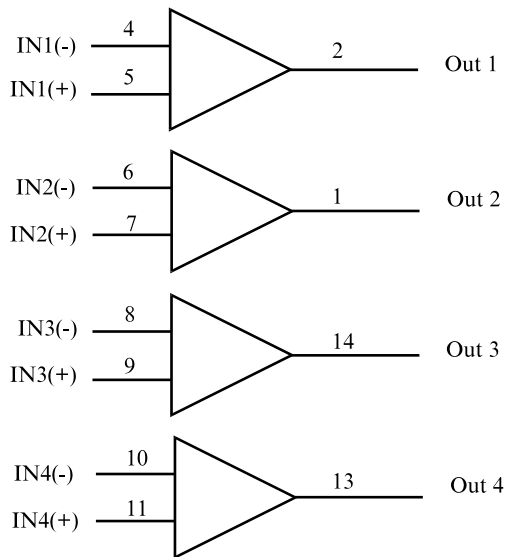 IN1(-) 4 2 Out 1
IN1(+) 5
IN2(-) 6 1 Out 2
IN2(+) 7
IN3(-) 8 14 Out 3
IN3(+) 9
IN4(-) 10 13 Out 4
IN4(+) 11